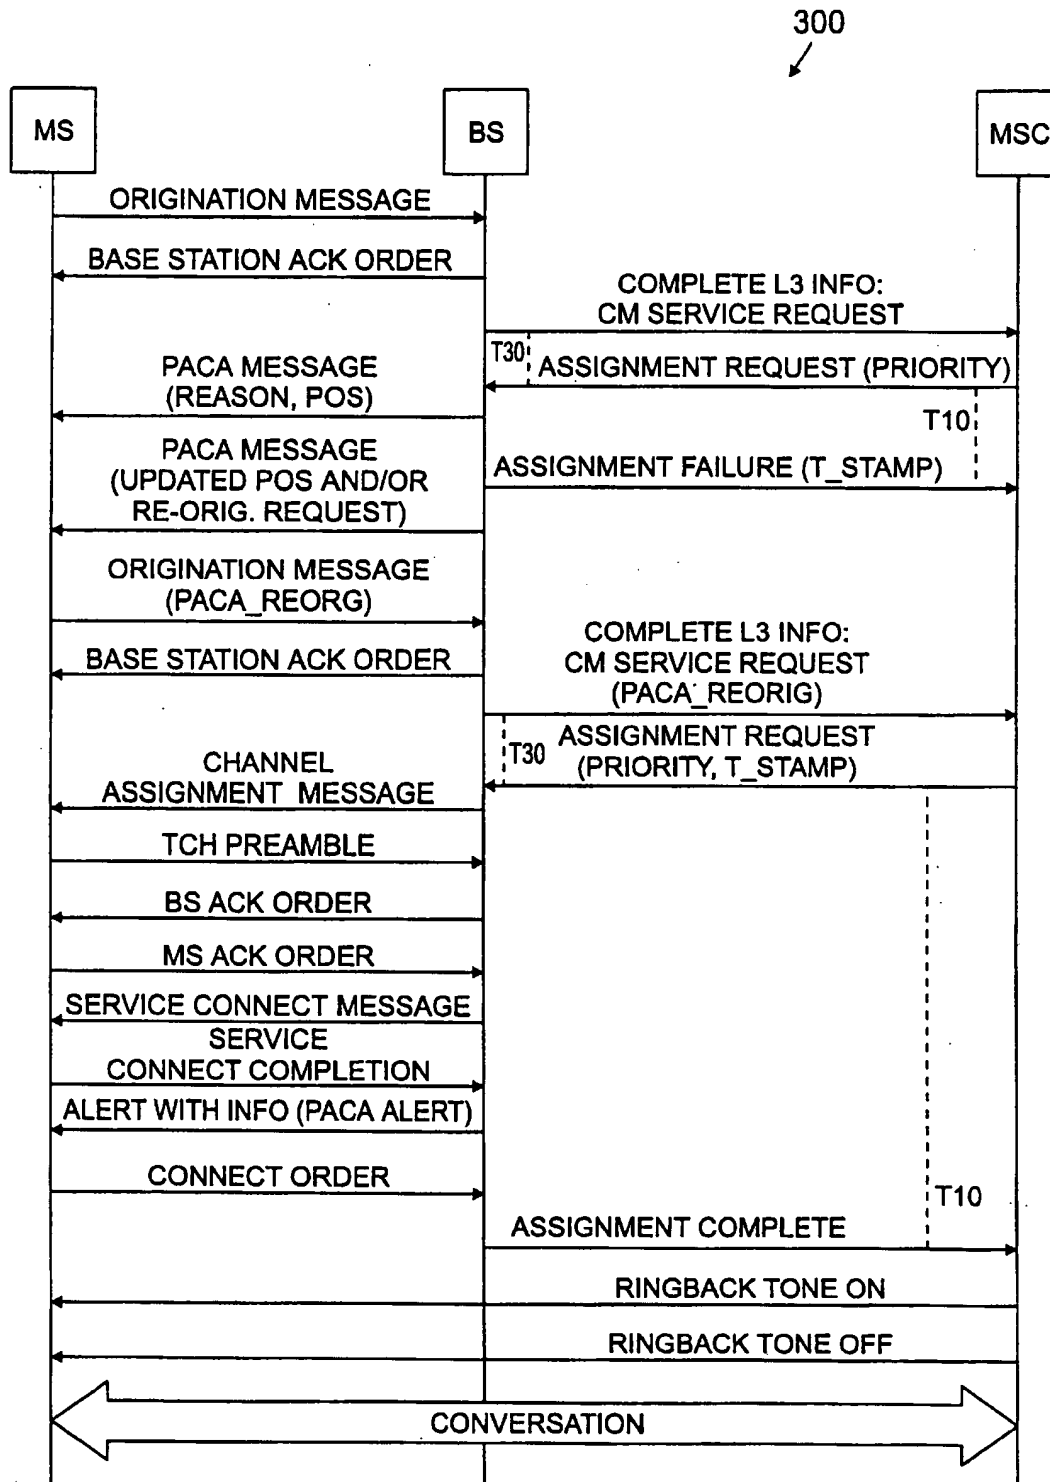 300
MS
BS
MSC
ORIGINATION MESSAGE
BASE STATION ACK ORDER
COMPLETE L3 INFO:
CM SERVICE REQUEST
T30
ASSIGNMENT REQUEST (PRIORITY)
PACA MESSAGE
(REASON, POS)
T10
PACA MESSAGE
(UPDATED POS AND/OR
RE-ORIG. REQUEST)
ASSIGNMENT FAILURE (T_STAMP)
ORIGINATION MESSAGE
(PACA_REORG)
BASE STATION ACK ORDER
COMPLETE L3 INFO:
CM SERVICE REQUEST
(PACA_REORIG)
T30
ASSIGNMENT REQUEST
(PRIORITY, T_STAMP)
CHANNEL
ASSIGNMENT MESSAGE
TCH PREAMBLE
BS ACK ORDER
MS ACK ORDER
SERVICE CONNECT MESSAGE
SERVICE
CONNECT COMPLETION
ALERT WITH INFO (PACA ALERT)
CONNECT ORDER
T10
ASSIGNMENT COMPLETE
RINGBACK TONE ON
RINGBACK TONE OFF
CONVERSATION